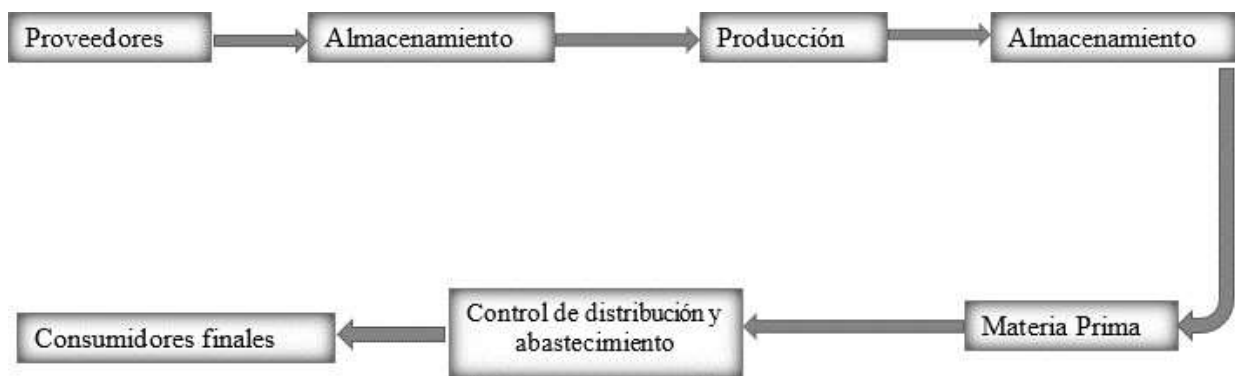 Proveedores
Almacenamiento
Producción
Almacenamiento
Materia Prima
Control de distribución y
abastecimiento
Consumidores finales